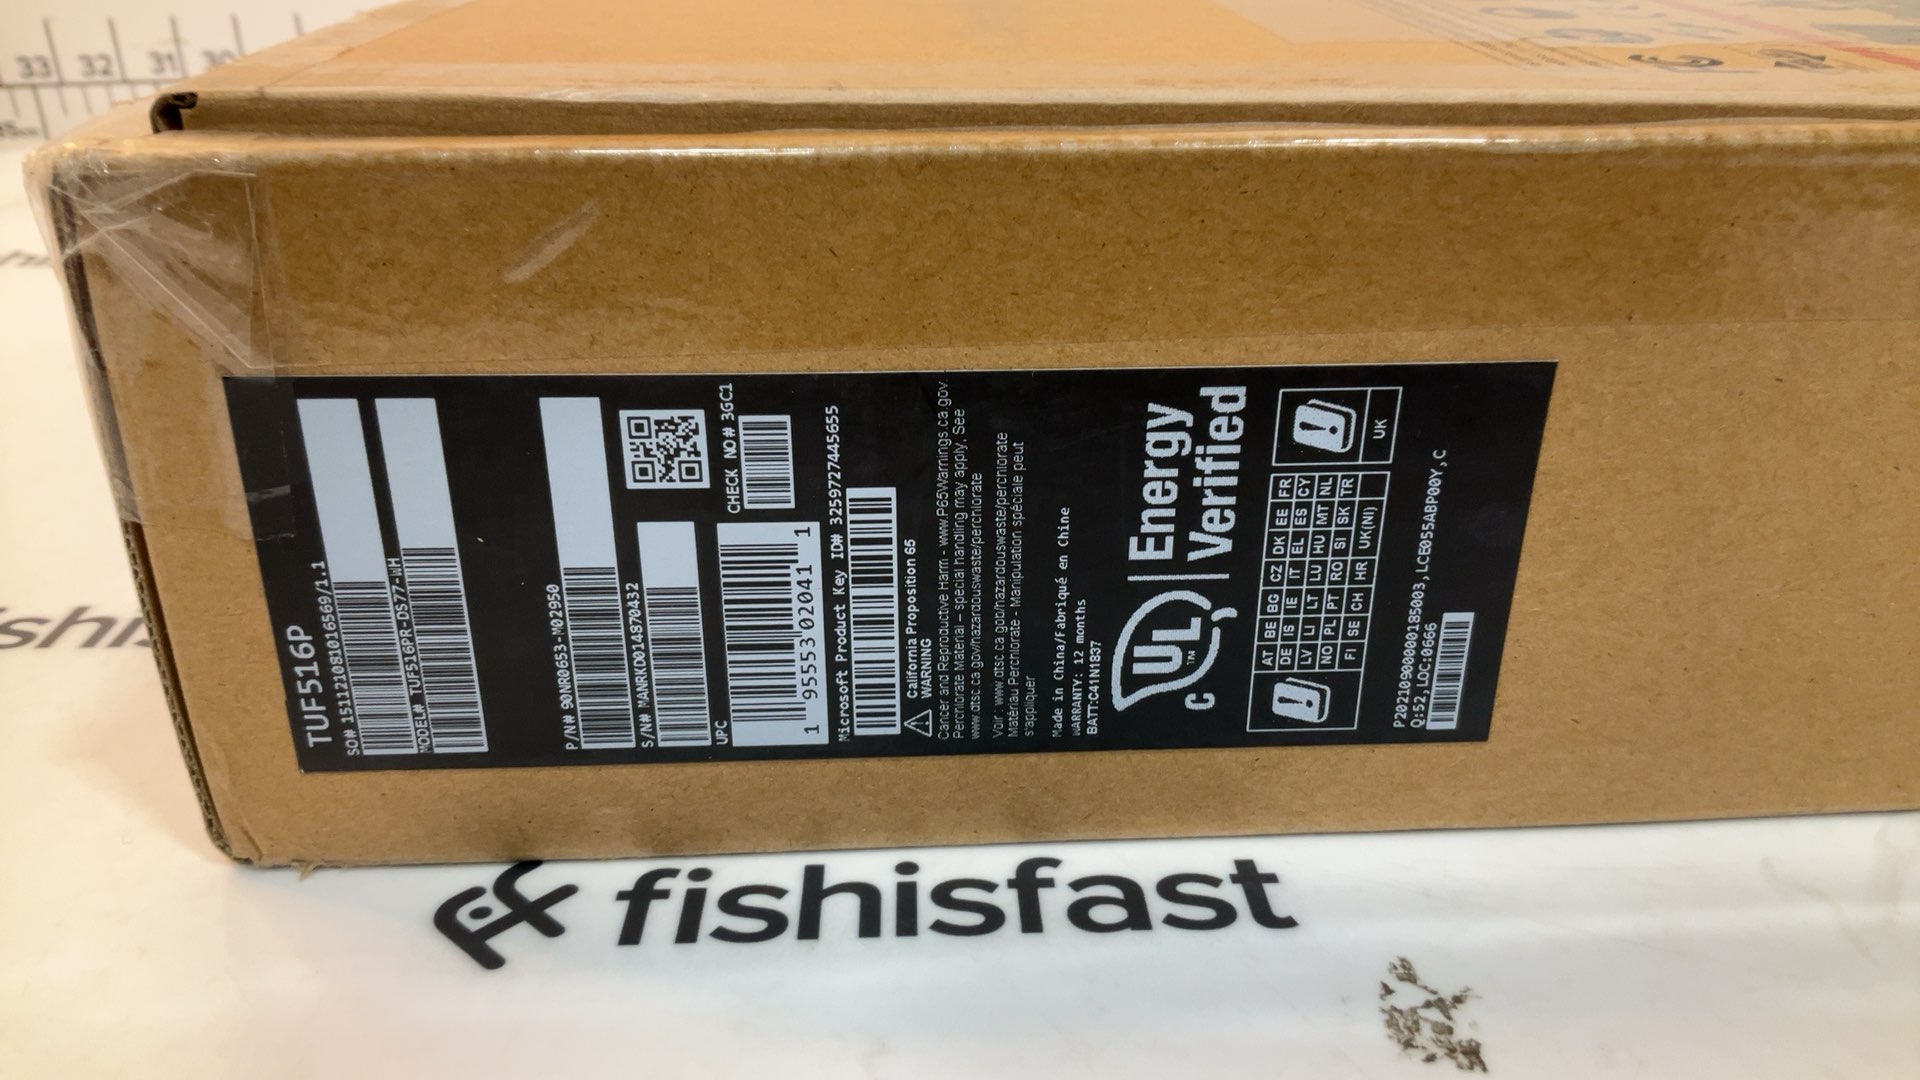 33 32 31 30
TUF516P
SO# 151121081016569/1.1
MODEL# TUF516PR-DS77-WH
P/N# 90NR0653-M02950
S/N# MANRKD014870432
CHECK NO# 3GC1
UPC
1 95553 02041 1
Microsoft Product Key ID# 3259727445655
California Proposition 65
WARNING
Cancer and Reproductive Harm - www.P65Warnings.ca.gov.
Perchlorate Material – special handling may apply, See
www.dtsc.ca.gov/hazardouswaste/perchlorate
Voir : www.dtsc.ca.gob/hazardouswaste/perchlorate
Matériau Perchlorate - Manipulation spéciale peut
s'appliquer
Made in China/Fabriqué en Chine
WARRANTY: 12 months
BATT:C41N1837
C UL ™ Energy
Verified
AT BE BG CZ DK EE FR
DE IS IE IT EL ES CY
LV LI LT LU HU MT NL
NO PL PT RO SI SK TR
FI SE CH HR UK(NI)
UK
P202109000000185003,LCE055ABP00Y,C
Q:52,LOC:0666
fishisfast